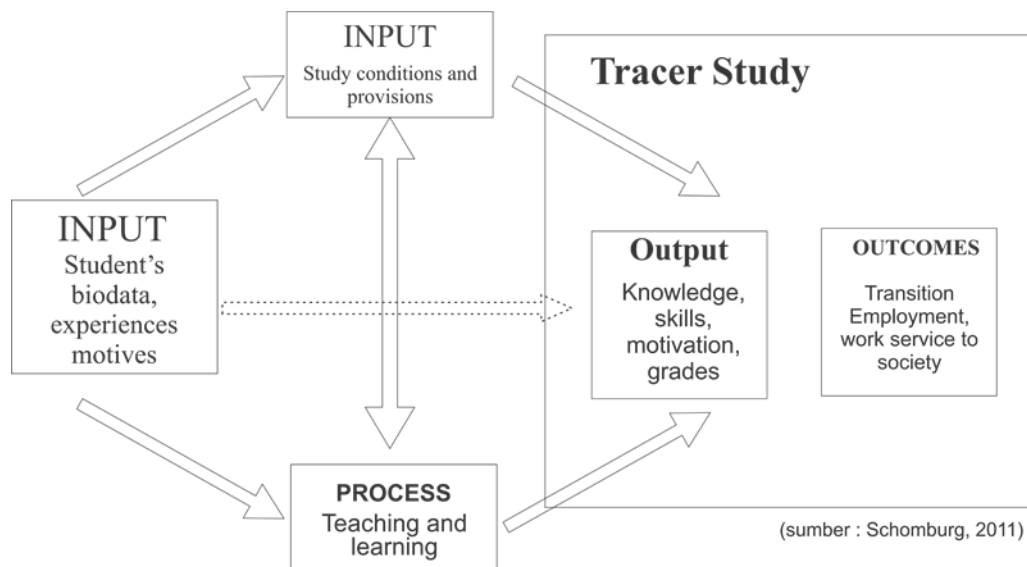 INPUT
Study conditions and
provisions
Tracer Study
INPUT
Student's
biodata,
experiences
motives
Output
Knowledge,
skills,
motivation,
grades
OUTCOMES
Transition
Employment,
work service to
society
PROCESS
Teaching and
learning
(sumber : Schomburg, 2011)